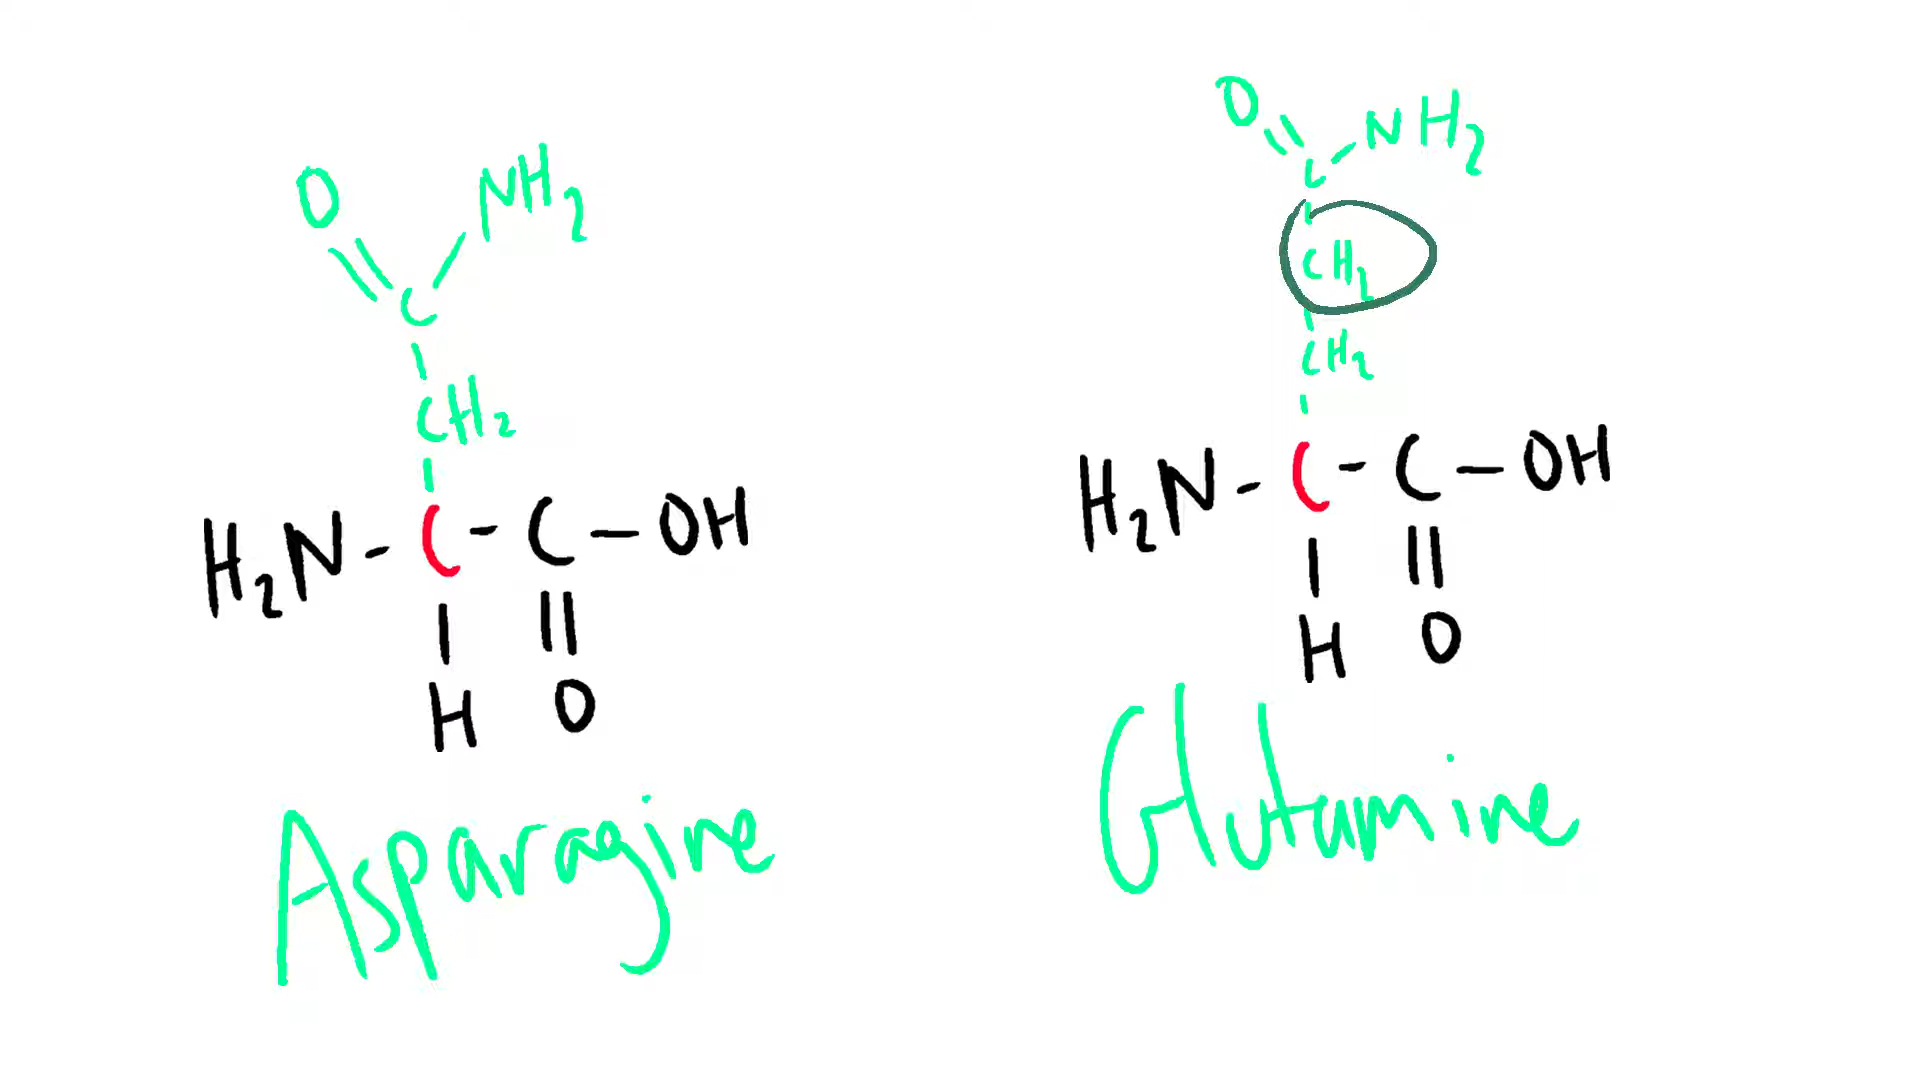 O NH2
C
CH2
H2N - C - C - OH
H O
Asparagine
O NH2
C
CH2
CH2
H2N - C - C - OH
H O
Glutamine